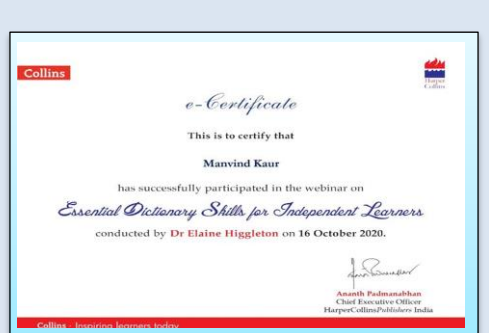 Collins
Harper
Collins
e-Certificate
This is to certify that
Manvind Kaur
has successfully participated in the webinar on
Essential Dictionary Skills for Independent Learners
conducted by Dr Elaine Higgleton on 16 October 2020.
Ananth Padmanabhan
Chief Executive Officer
HarperCollinsPublishers India
Collins - Inspiring learners today